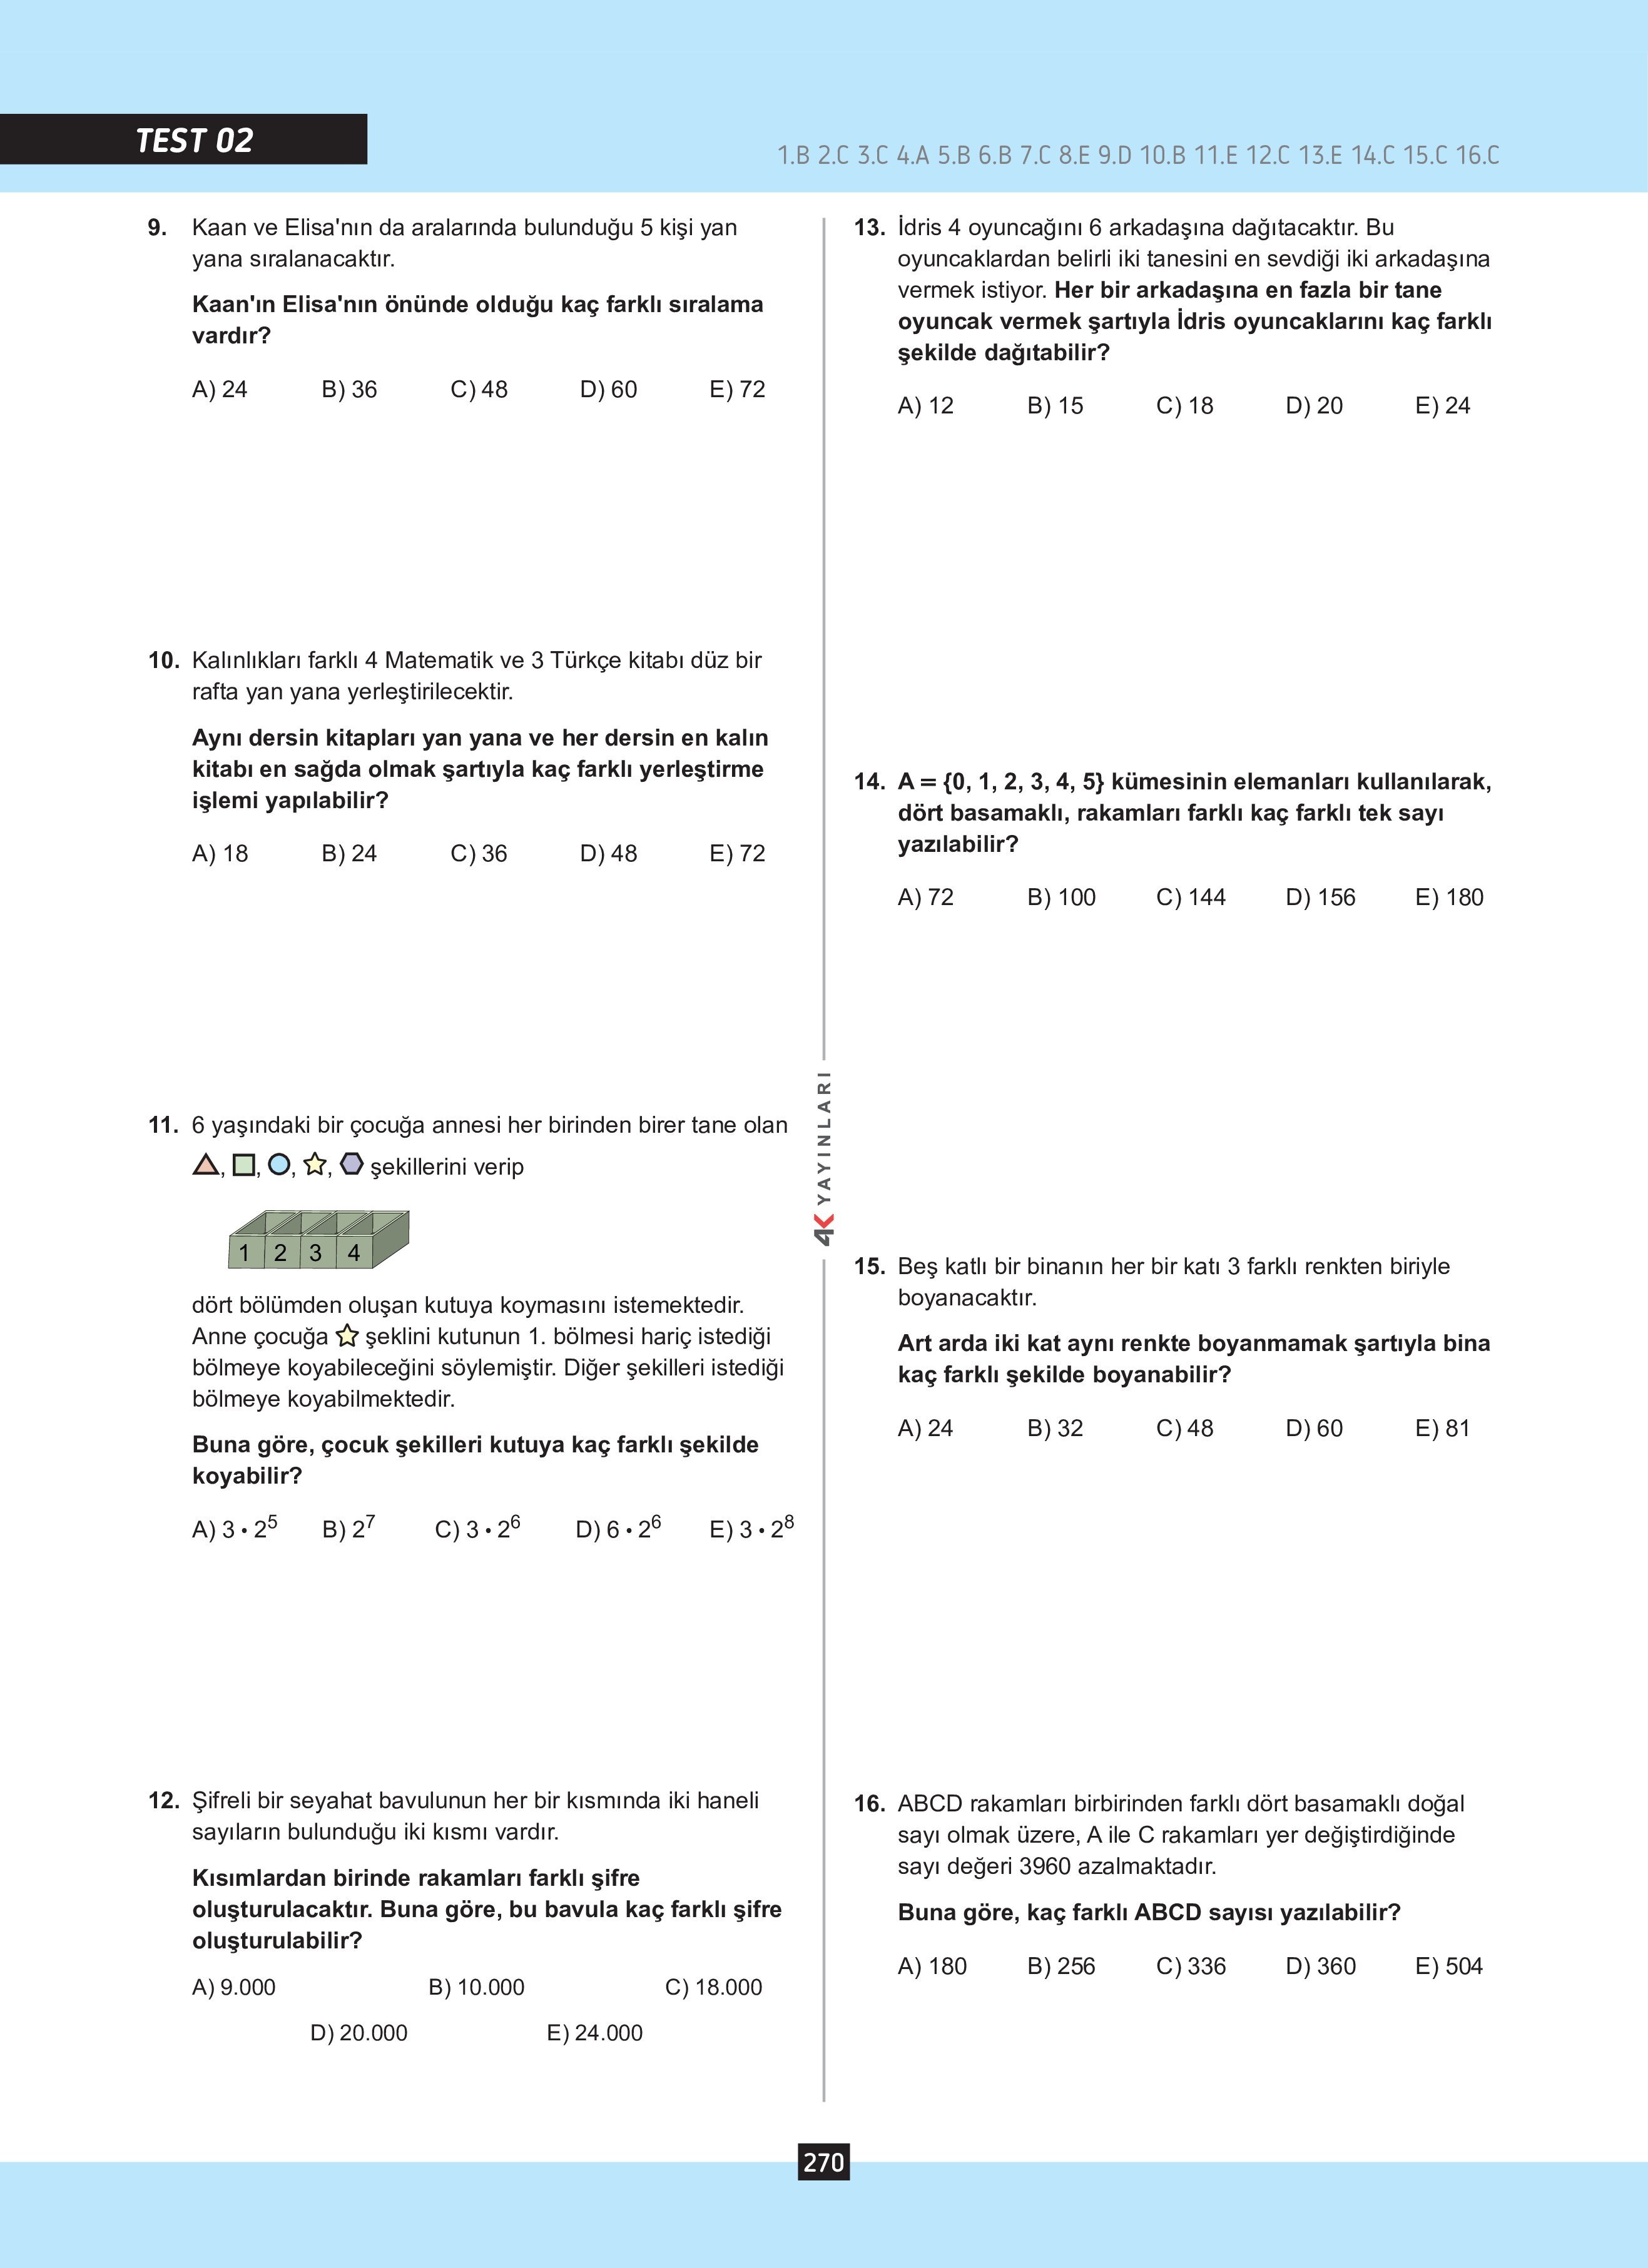 TEST 02
1.B 2.C 3.C 4.A 5.B 6.B 7.C 8.E 9.D 10.B 11.E 12.C 13.E 14.C 15.C 16.C
9. Kaan ve Elisa'nın da aralarında bulunduğu 5 kişi yan
yana sıralanacaktır.
Kaan'ın Elisa'nın önünde olduğu kaç farklı sıralama
vardır?
A) 24 B) 36 C) 48 D) 60 E) 72
10. Kalınlıkları farklı 4 Matematik ve 3 Türkçe kitabı düz bir
rafta yan yana yerleştirilecektir.
Aynı dersin kitapları yan yana ve her dersin en kalın
kitabı en sağda olmak şartıyla kaç farklı yerleştirme
işlemi yapılabilir?
A) 18 B) 24 C) 36 D) 48 E) 72
11. 6 yaşındaki bir çocuğa annesi her birinden birer tane olan
, , , , şekillerini verip
1 2 3 4
dört bölümden oluşan kutuya koymasını istemektedir.
Anne çocuğa şeklini kutunun 1. bölmesi hariç istediği
bölmeye koyabileceğini söylemiştir. Diğer şekilleri istediği
bölmeye koyabilmektedir.
Buna göre, çocuk şekilleri kutuya kaç farklı şekilde
koyabilir?
A) 3 • 2⁵ B) 2⁷ C) 3 • 2⁶ D) 6 • 2⁶ E) 3 • 2⁸
12. Şifreli bir seyahat bavulunun her bir kısmında iki haneli
sayıların bulunduğu iki kısmı vardır.
Kısımlardan birinde rakamları farklı şifre
oluşturulacaktır. Buna göre, bu bavula kaç farklı şifre
oluşturulabilir?
A) 9.000 B) 10.000 C) 18.000
D) 20.000 E) 24.000
4K YAYINLARI
13. İdris 4 oyuncağını 6 arkadaşına dağıtacaktır. Bu
oyuncaklardan belirli iki tanesini en sevdiği iki arkadaşına
vermek istiyor. Her bir arkadaşına en fazla bir tane
oyuncak vermek şartıyla İdris oyuncaklarını kaç farklı
şekilde dağıtabilir?
A) 12 B) 15 C) 18 D) 20 E) 24
14. A = {0, 1, 2, 3, 4, 5} kümesinin elemanları kullanılarak,
dört basamaklı, rakamları farklı kaç farklı tek sayı
yazılabilir?
A) 72 B) 100 C) 144 D) 156 E) 180
15. Beş katlı bir binanın her bir katı 3 farklı renkten biriyle
boyanacaktır.
Art arda iki kat aynı renkte boyanmamak şartıyla bina
kaç farklı şekilde boyanabilir?
A) 24 B) 32 C) 48 D) 60 E) 81
16. ABCD rakamları birbirinden farklı dört basamaklı doğal
sayı olmak üzere, A ile C rakamları yer değiştirdiğinde
sayı değeri 3960 azalmaktadır.
Buna göre, kaç farklı ABCD sayısı yazılabilir?
A) 180 B) 256 C) 336 D) 360 E) 504
270